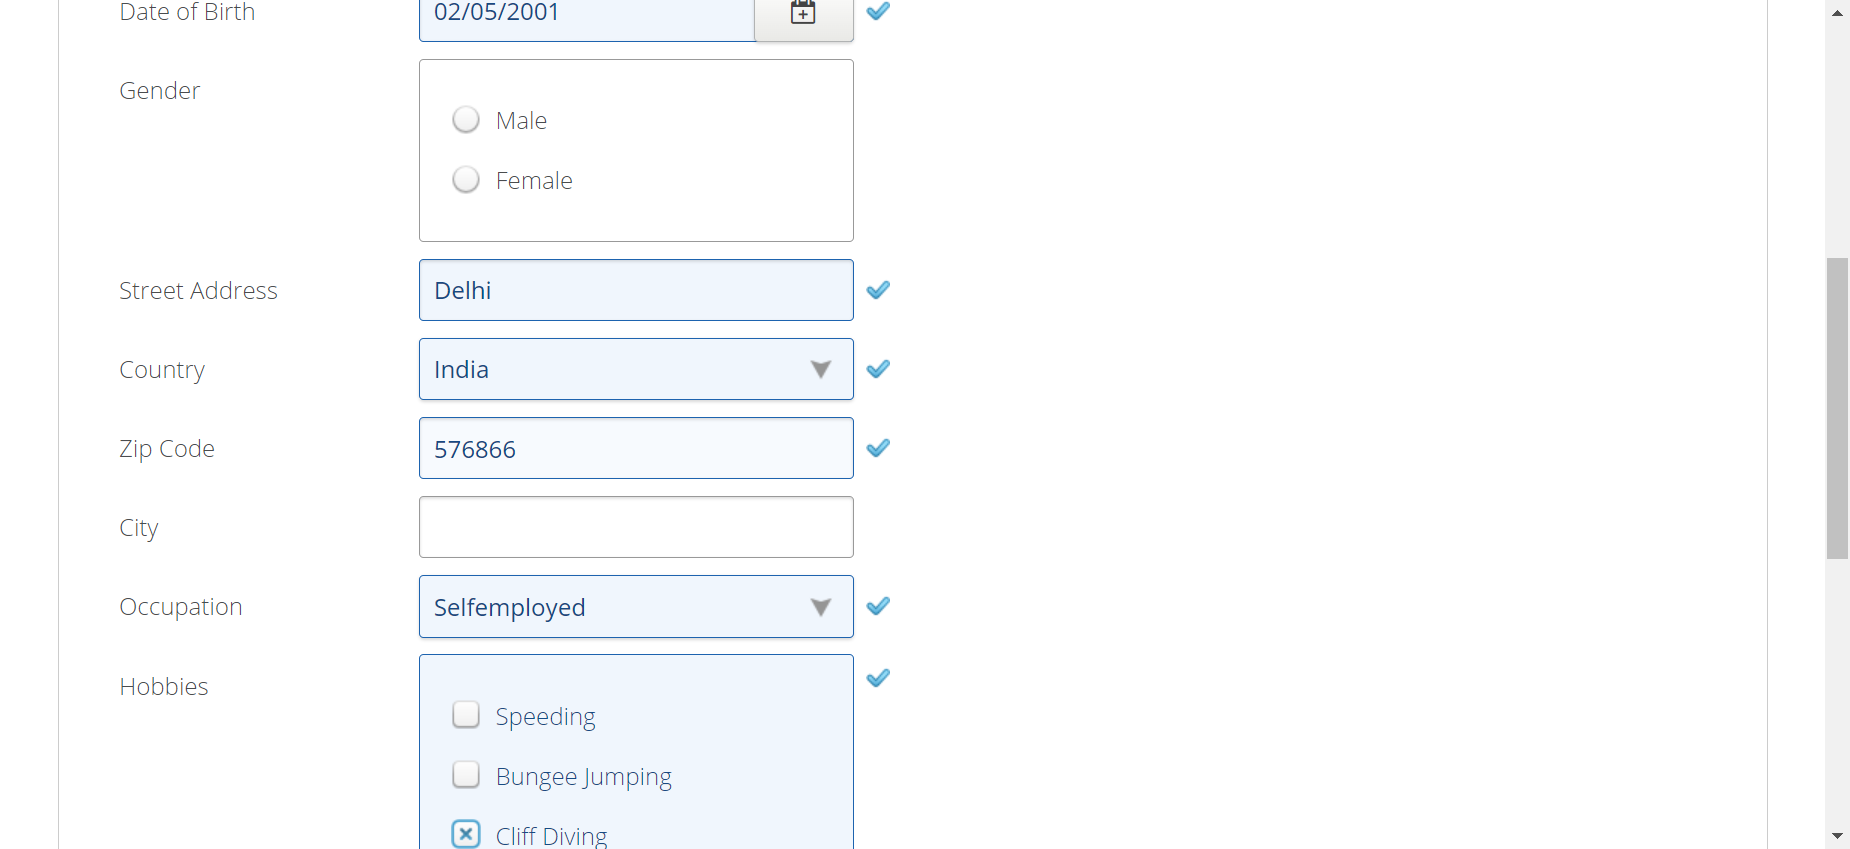 Date of Birth 02/05/2001
Gender
Male
Female
Street Address Delhi
Country India
Zip Code 576866
City
Occupation Selfemployed
Hobbies
Speeding
Bungee Jumping
Cliff Diving